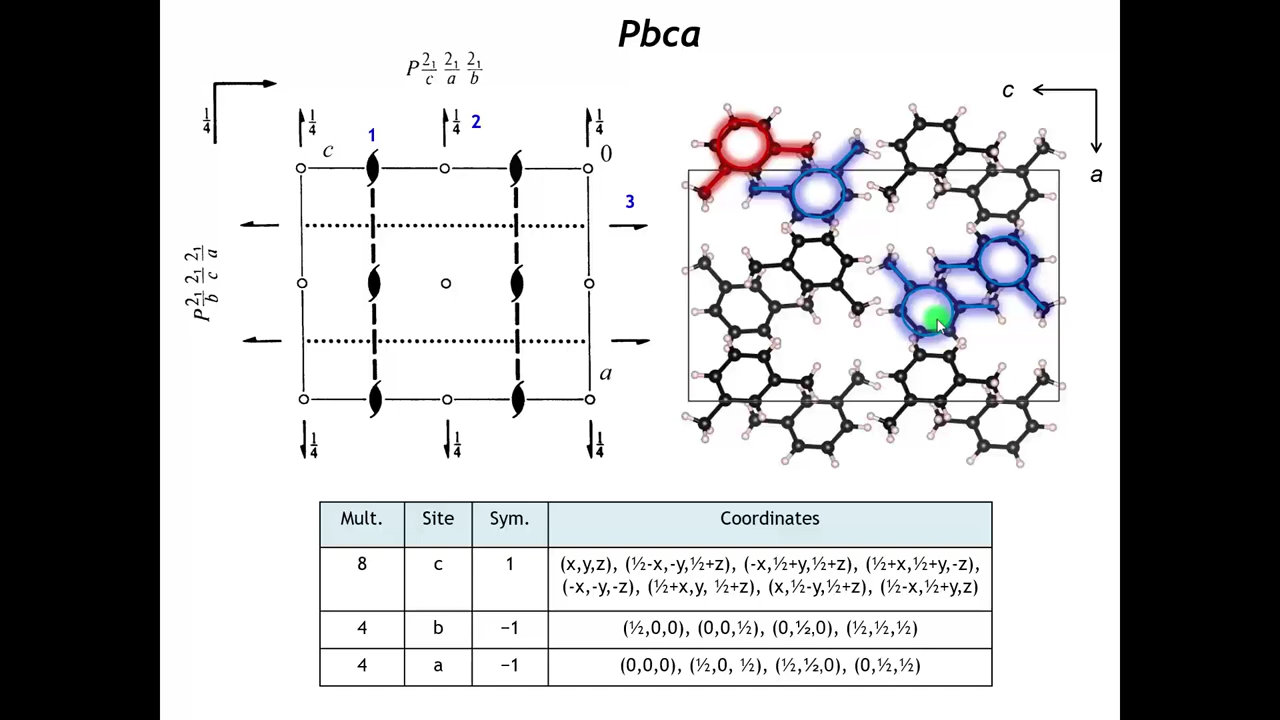 Pbca
P 2₁/c 2₁/a 2₁/b
c
1/4
1/4 1/4 2 1/4
1
c 0
a
3
P 2₁/b 2₁/c 2₁/a
a
1/4 1/4 1/4
Mult. Site Sym. Coordinates
8 c 1 (x,y,z), (½-x,-y,½+z), (-x,½+y,½+z), (½+x,½+y,-z),
(-x,-y,-z), (½+x,y, ½+z), (x,½-y,½+z), (½-x,½+y,z)
4 b −1 (½,0,0), (0,0,½), (0,½,0), (½,½,½)
4 a −1 (0,0,0), (½,0, ½), (½,½,0), (0,½,½)